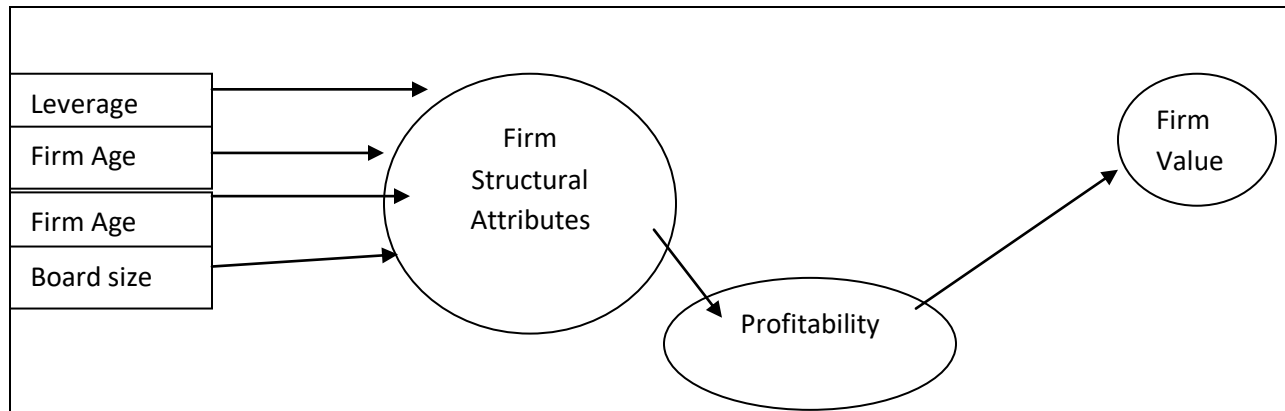 Leverage
Firm Age
Firm Age
Board size
Firm
Structural
Attributes
Profitability
Firm
Value